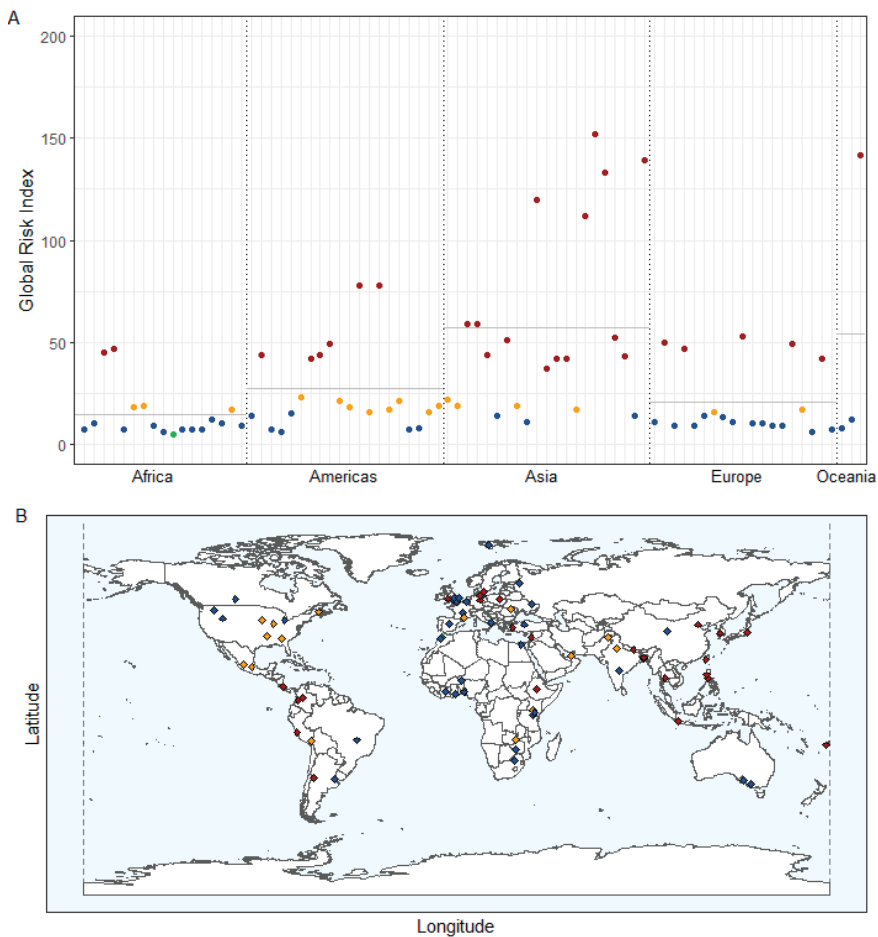 A
200
150
100
50
0
Global Risk Index
Africa Americas Asia Europe Oceania
B
Latitude
Longitude